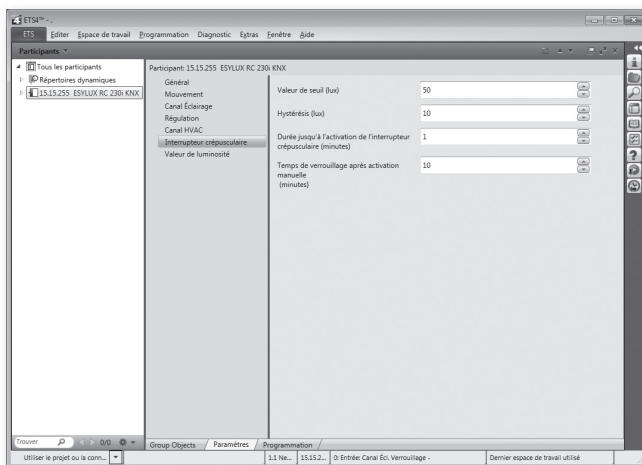 ETS4™ - .
ETS Editer Espace de travail Programmation Diagnostic Extras Fenêtre Aide
Participants
Tous les participants
Répertoires dynamiques
15.15.255 ESYLUX RC 230i KNX
Participant: 15.15.255 ESYLUX RC 230i KNX
Général
Mouvement
Canal Éclairage
Régulation
Canal HVAC
Interrupteur crépusculaire
Valeur de luminosité
Valeur de seuil (lux) 50
Hystérésis (lux) 10
Durée jusqu'à l'activation de l'interrupteur crépusculaire (minutes) 1
Temps de verrouillage après activation manuelle (minutes) 10
Trouver 0/0
Group Objects Paramètres Programmation
Utiliser le projet ou la conn... 1.1 Ne... 15.15.2... 0: Entrée: Canal Écl. Verrouillage - Dernier espace de travail utilisé